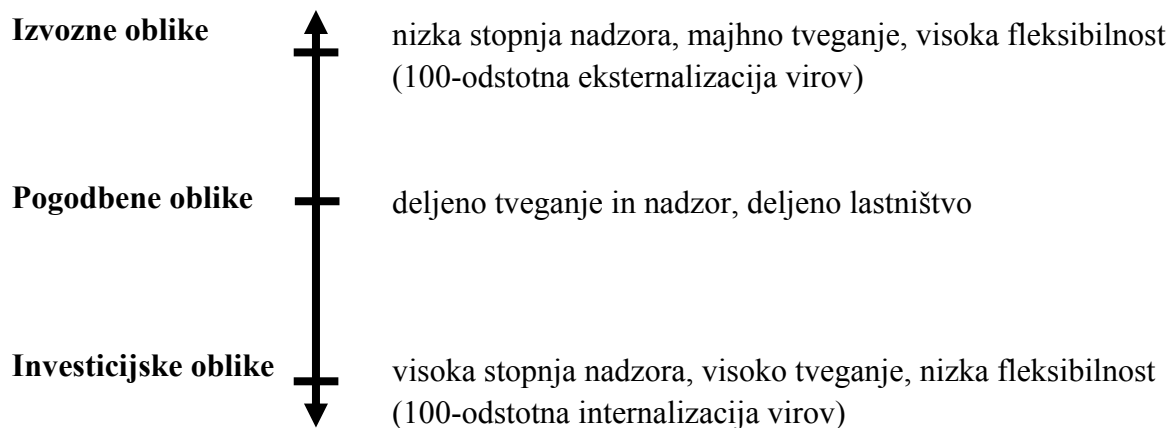 Izvozne oblike
nizka stopnja nadzora, majhno tveganje, visoka fleksibilnost
(100-odstotna eksternalizacija virov)
Pogodbene oblike
deljeno tveganje in nadzor, deljeno lastništvo
Investicijske oblike
visoka stopnja nadzora, visoko tveganje, nizka fleksibilnost
(100-odstotna internalizacija virov)